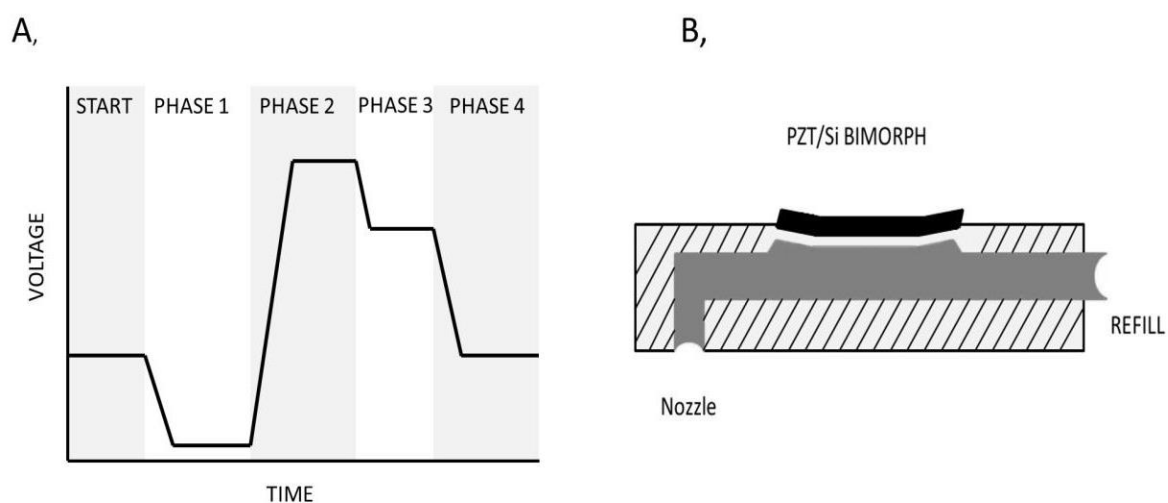 A,
START
PHASE 1
PHASE 2
PHASE 3
PHASE 4
VOLTAGE
TIME
B,
PZT/Si BIMORPH
REFILL
Nozzle